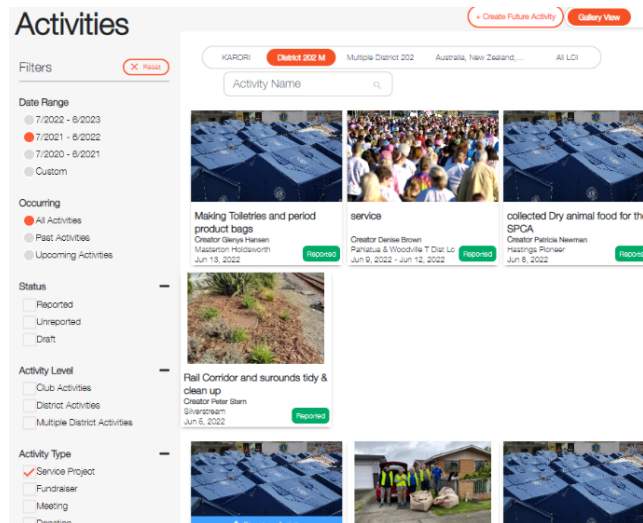 Activities
+ Create Future Activity
Gallery View
Filters
✕ Reset
KARORI
District 202 M
Multiple District 202
Australia, New Zealand,...
All LCI
Activity Name
Date Range
7/2022 - 6/2023
7/2021 - 6/2022
7/2020 - 6/2021
Custom
Occurring
All Activities
Past Activities
Upcoming Activities
Status
Reported
Unreported
Draft
Activity Level
Club Activities
District Activities
Multiple District Activities
Activity Type
Service Project
Fundraiser
Meeting
Donation
Making Toiletries and period
product bags
Creator Glenys Hansen
Masterton Holdsworth
Jun 13, 2022
Reported
service
Creator Denise Brown
Pahiatua & Woodville T Dist Lo
Jun 9, 2022 - Jun 12, 2022
Reported
collected Dry animal food for the
SPCA
Creator Patricia Newman
Hastings Pioneer
Jun 8, 2022
Reported
Rail Corridor and surounds tidy &
clean up
Creator Peter Stern
Silverstream
Jun 5, 2022
Reported